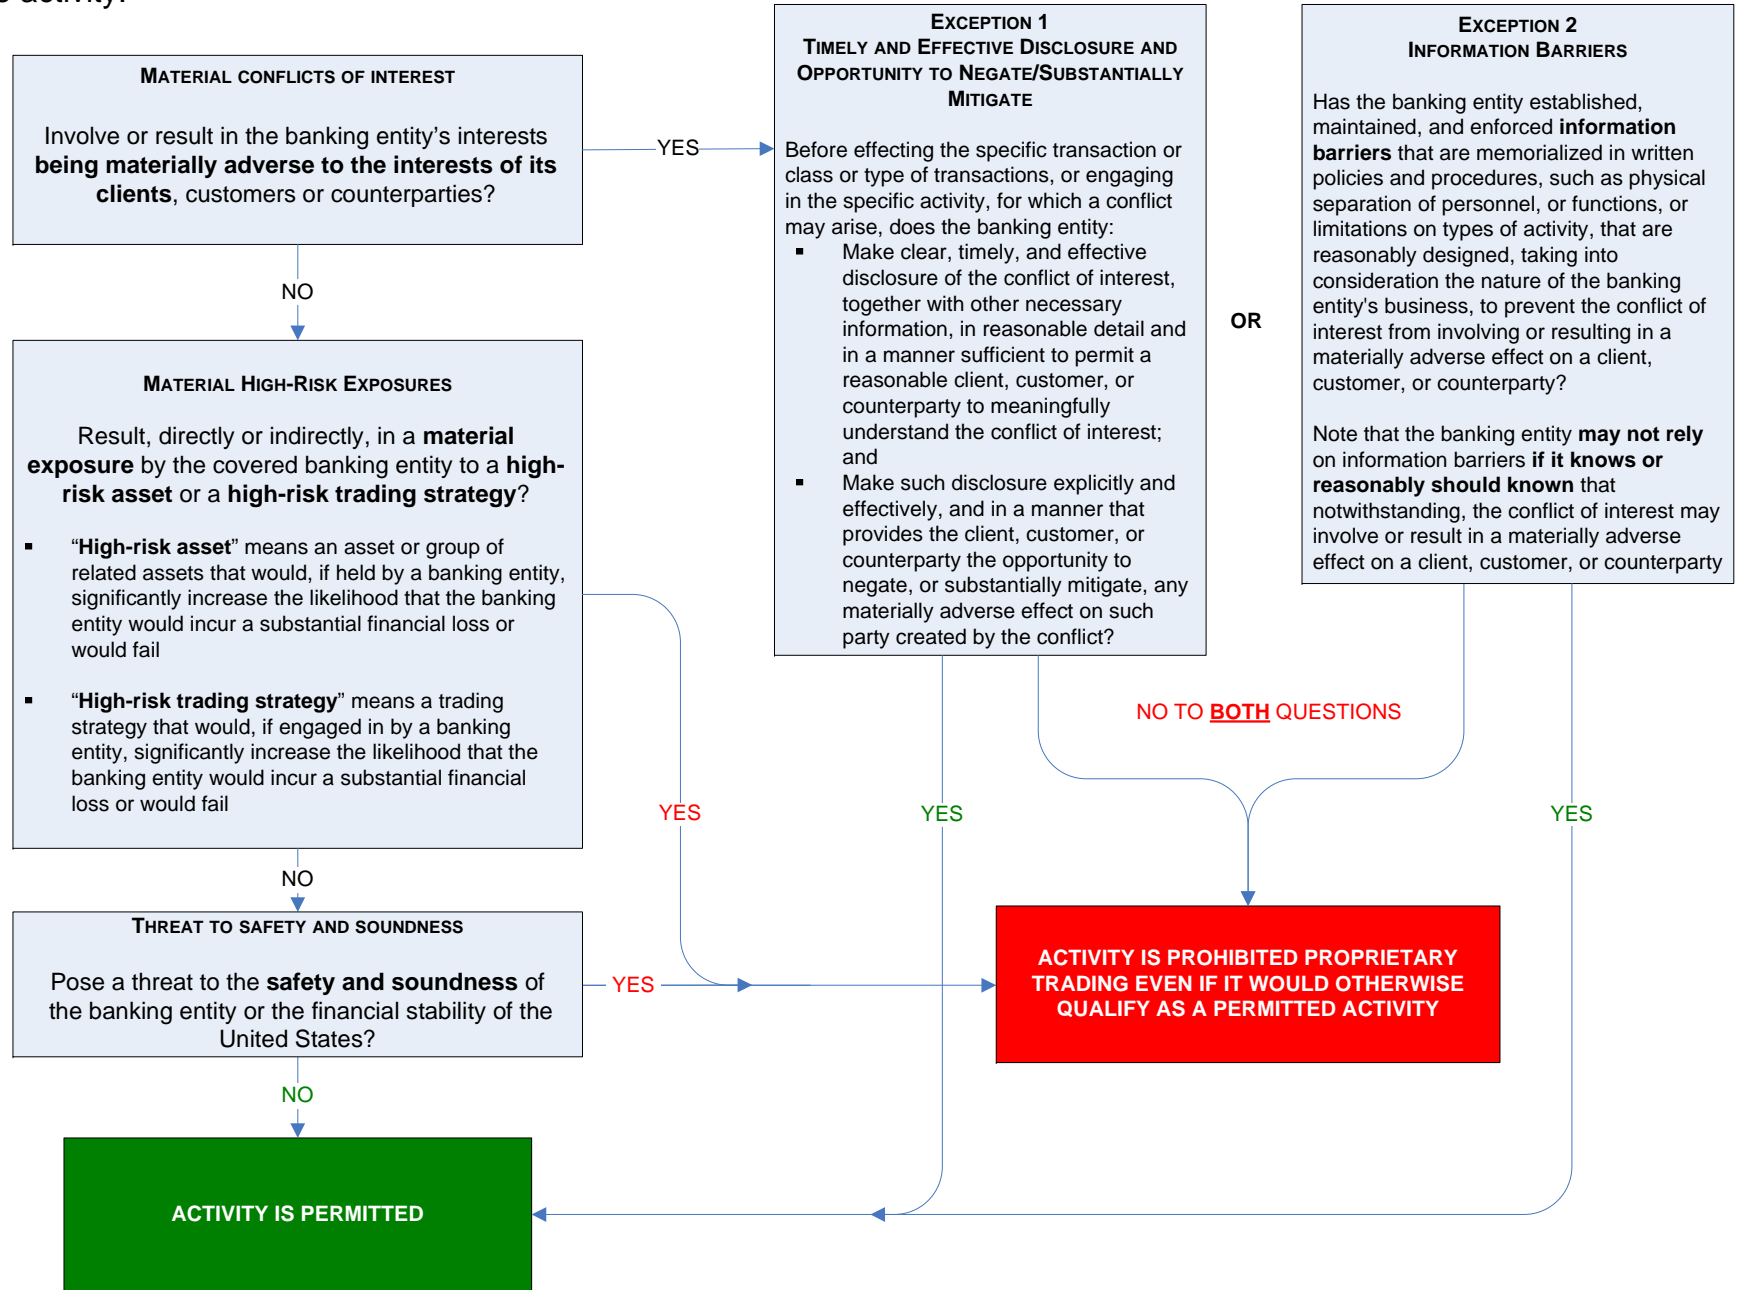 activity.
MATERIAL CONFLICTS OF INTEREST
Involve or result in the banking entity’s interests
being materially adverse to the interests of its
clients, customers or counterparties?
YES
NO
MATERIAL HIGH-RISK EXPOSURES
Result, directly or indirectly, in a material
exposure by the covered banking entity to a high-
risk asset or a high-risk trading strategy?
▪ “High-risk asset” means an asset or group of
related assets that would, if held by a banking entity,
significantly increase the likelihood that the banking
entity would incur a substantial financial loss or
would fail
▪ “High-risk trading strategy” means a trading
strategy that would, if engaged in by a banking
entity, significantly increase the likelihood that the
banking entity would incur a substantial financial
loss or would fail
YES
NO
THREAT TO SAFETY AND SOUNDNESS
Pose a threat to the safety and soundness of
the banking entity or the financial stability of the
United States?
YES
NO
ACTIVITY IS PERMITTED
EXCEPTION 1
TIMELY AND EFFECTIVE DISCLOSURE AND
OPPORTUNITY TO NEGATE/SUBSTANTIALLY
MITIGATE
Before effecting the specific transaction or
class or type of transactions, or engaging
in the specific activity, for which a conflict
may arise, does the banking entity:
▪ Make clear, timely, and effective
disclosure of the conflict of interest,
together with other necessary
information, in reasonable detail and
in a manner sufficient to permit a
reasonable client, customer, or
counterparty to meaningfully
understand the conflict of interest;
and
▪ Make such disclosure explicitly and
effectively, and in a manner that
provides the client, customer, or
counterparty the opportunity to
negate, or substantially mitigate, any
materially adverse effect on such
party created by the conflict?
OR
EXCEPTION 2
INFORMATION BARRIERS
Has the banking entity established,
maintained, and enforced information
barriers that are memorialized in written
policies and procedures, such as physical
separation of personnel, or functions, or
limitations on types of activity, that are
reasonably designed, taking into
consideration the nature of the banking
entity's business, to prevent the conflict of
interest from involving or resulting in a
materially adverse effect on a client,
customer, or counterparty?
Note that the banking entity may not rely
on information barriers if it knows or
reasonably should known that
notwithstanding, the conflict of interest may
involve or result in a materially adverse
effect on a client, customer, or counterparty
NO TO BOTH QUESTIONS
YES
YES
ACTIVITY IS PROHIBITED PROPRIETARY
TRADING EVEN IF IT WOULD OTHERWISE
QUALIFY AS A PERMITTED ACTIVITY